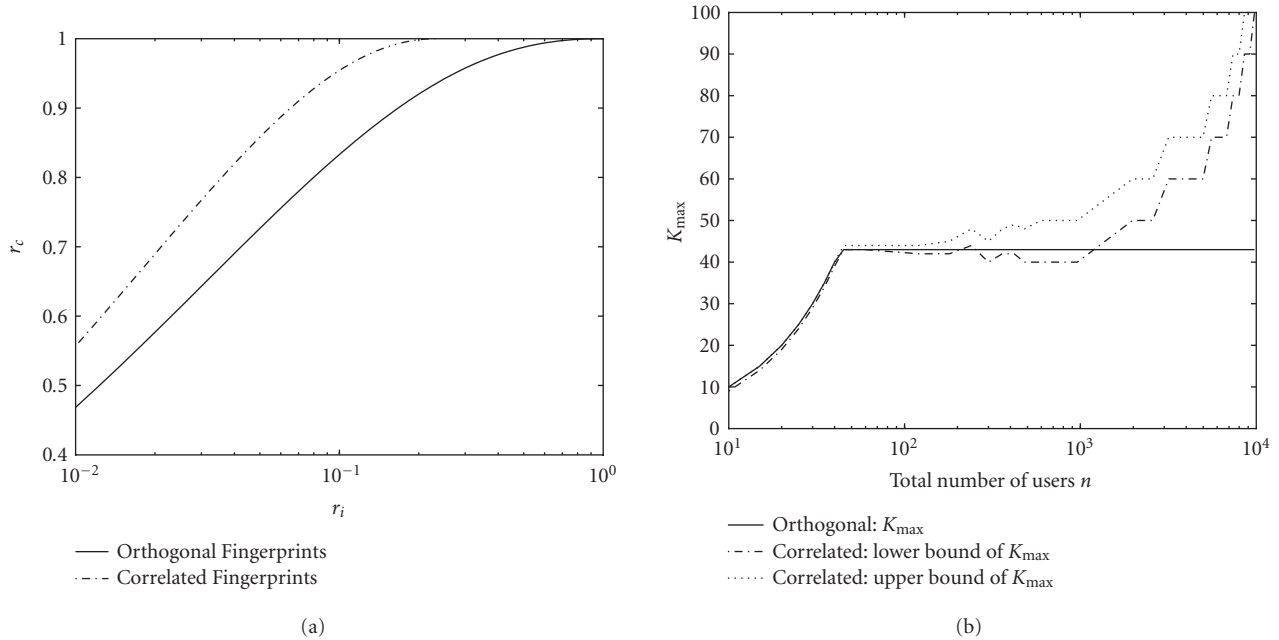 1
0.9
0.8
0.7
0.6
0.5
0.4
r_c
10^−2
10^−1
10^0
r_i
Orthogonal Fingerprints
Correlated Fingerprints
(a)
100
90
80
70
60
50
40
30
20
10
0
K_max
10^1
10^2
10^3
10^4
Total number of users n
Orthogonal: K_max
Correlated: lower bound of K_max
Correlated: upper bound of K_max
(b)